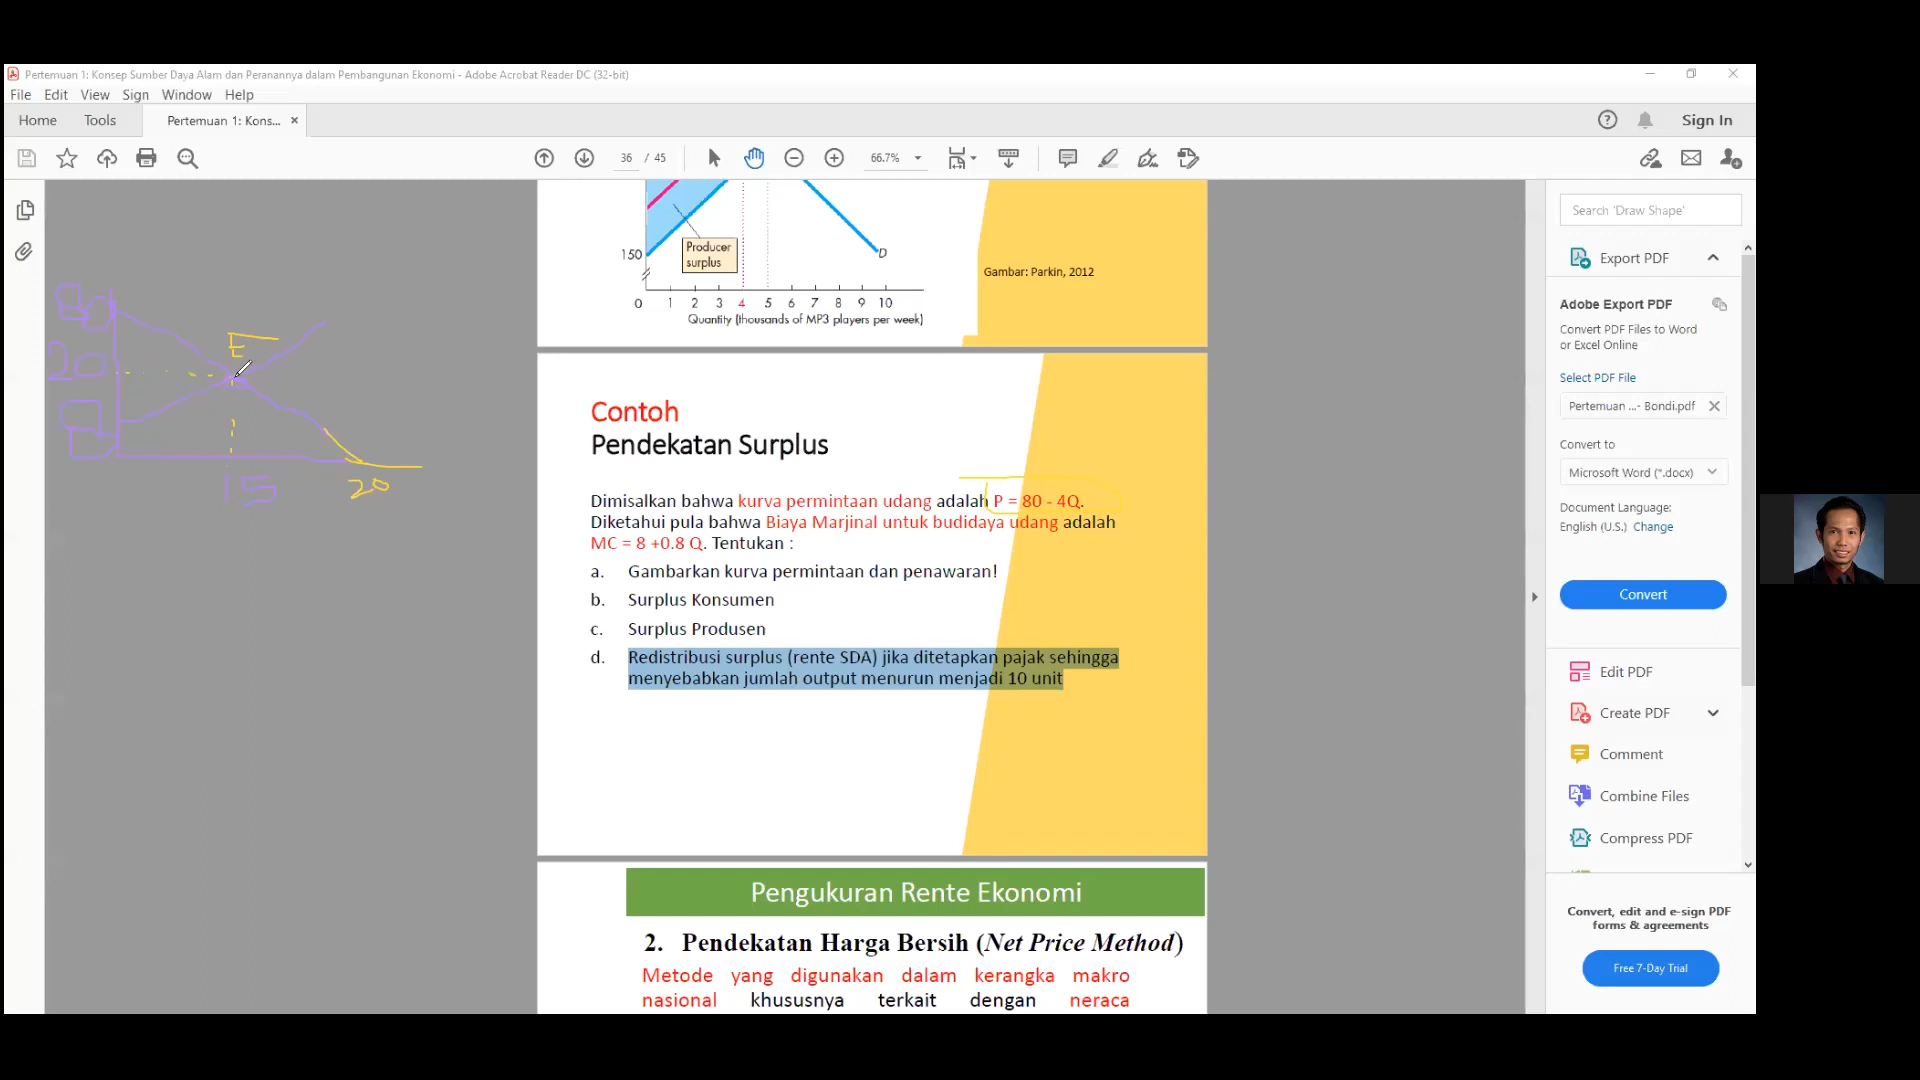 Pertemuan 1: Konsep Sumber Daya Alam dan Peranannya dalam Pembangunan Ekonomi - Adobe Acrobat Reader DC (32-bit)
File Edit View Sign Window Help
Home Tools Pertemuan 1: Kons... ×
Sign In
36 / 45
66.7%
150
Producer
surplus
D
0 1 2 3 4 5 6 7 8 9 10
Quantity (thousands of MP3 players per week)
Gambar: Parkin, 2012
80
20
E
15
20
Contoh
Pendekatan Surplus
Dimisalkan bahwa kurva permintaan udang adalah P = 80 - 4Q.
Diketahui pula bahwa Biaya Marjinal untuk budidaya udang adalah
MC = 8 +0.8 Q. Tentukan :
a. Gambarkan kurva permintaan dan penawaran!
b. Surplus Konsumen
c. Surplus Produsen
d. Redistribusi surplus (rente SDA) jika ditetapkan pajak sehingga
menyebabkan jumlah output menurun menjadi 10 unit
Pengukuran Rente Ekonomi
2. Pendekatan Harga Bersih (Net Price Method)
Metode yang digunakan dalam kerangka makro
nasional khususnya terkait dengan neraca
Search 'Draw Shape'
Export PDF
Adobe Export PDF
Convert PDF Files to Word
or Excel Online
Select PDF File
Pertemuan ...- Bondi.pdf
Convert to
Microsoft Word (*.docx)
Document Language:
English (U.S.) Change
Convert
Edit PDF
Create PDF
Comment
Combine Files
Compress PDF
Convert, edit and e-sign PDF
forms & agreements
Free 7-Day Trial